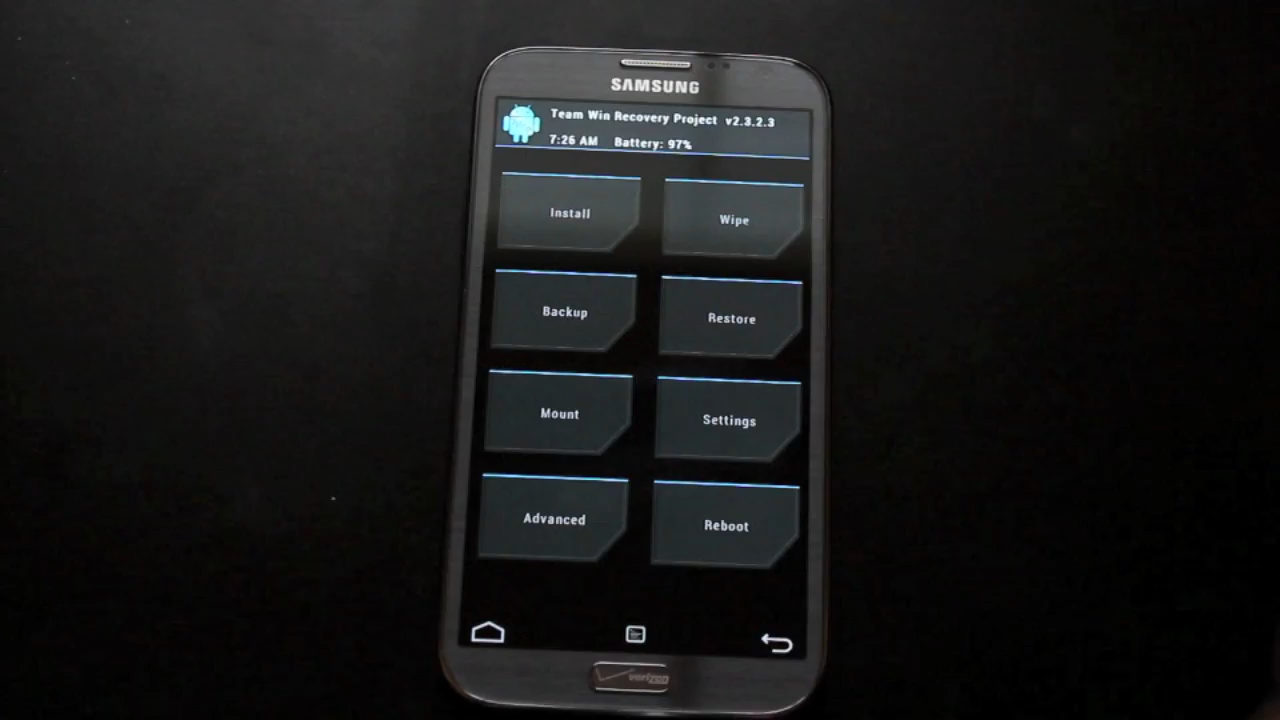 SAMSUNG
Team Win Recovery Project v2.3.2.3
7:26 AM Battery: 97%
Install
Wipe
Backup
Restore
Mount
Settings
Advanced
Reboot
verizon